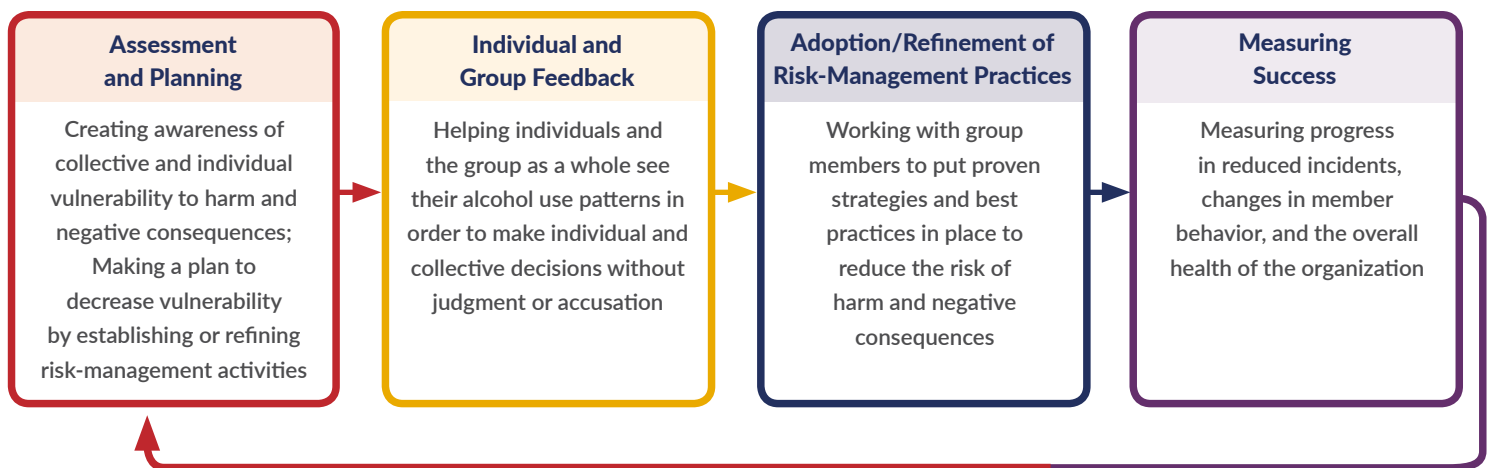 Assessment
and Planning
Creating awareness of
collective and individual
vulnerability to harm and
negative consequences;
Making a plan to
decrease vulnerability
by establishing or refining
risk-management activities
Individual and
Group Feedback
Helping individuals and
the group as a whole see
their alcohol use patterns in
order to make individual and
collective decisions without
judgment or accusation
Adoption/Refinement of
Risk-Management Practices
Working with group
members to put proven
strategies and best
practices in place to
reduce the risk of
harm and negative
consequences
Measuring
Success
Measuring progress
in reduced incidents,
changes in member
behavior, and the overall
health of the organization